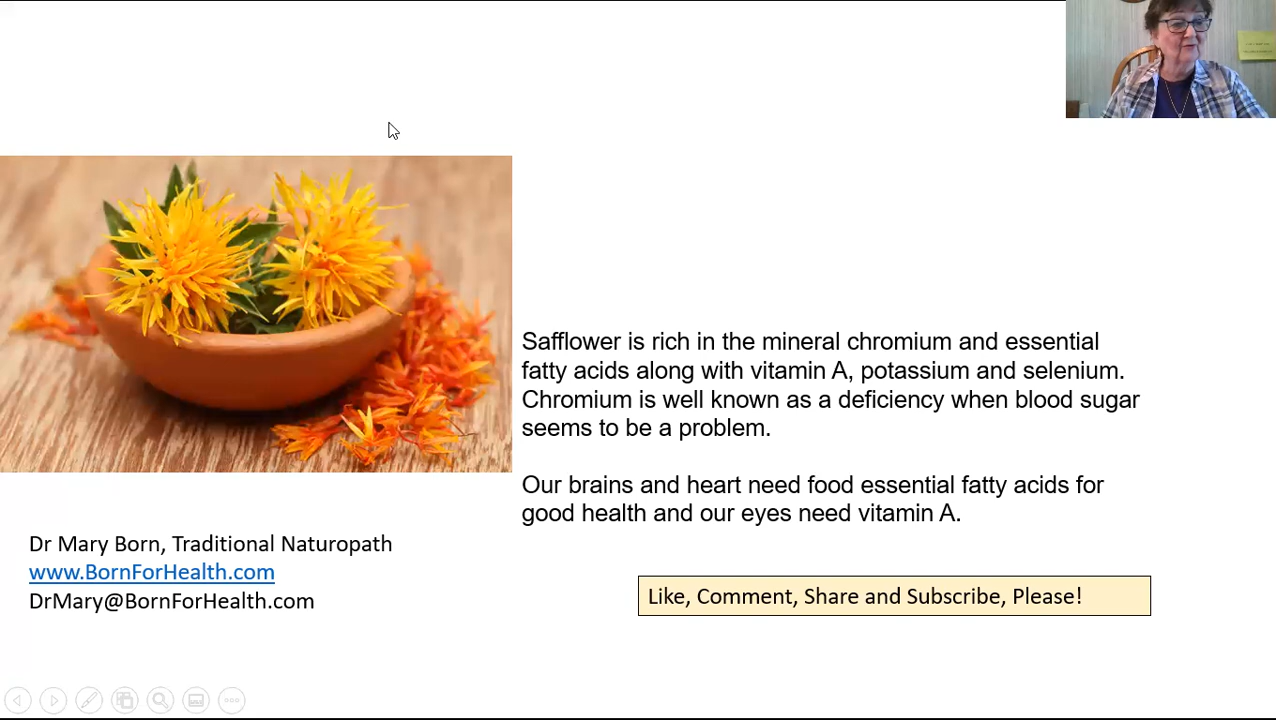 Safflower is rich in the mineral chromium and essential
fatty acids along with vitamin A, potassium and selenium.
Chromium is well known as a deficiency when blood sugar
seems to be a problem.
Our brains and heart need food essential fatty acids for
good health and our eyes need vitamin A.
Dr Mary Born, Traditional Naturopath
www.BornForHealth.com
DrMary@BornForHealth.com
Like, Comment, Share and Subscribe, Please!